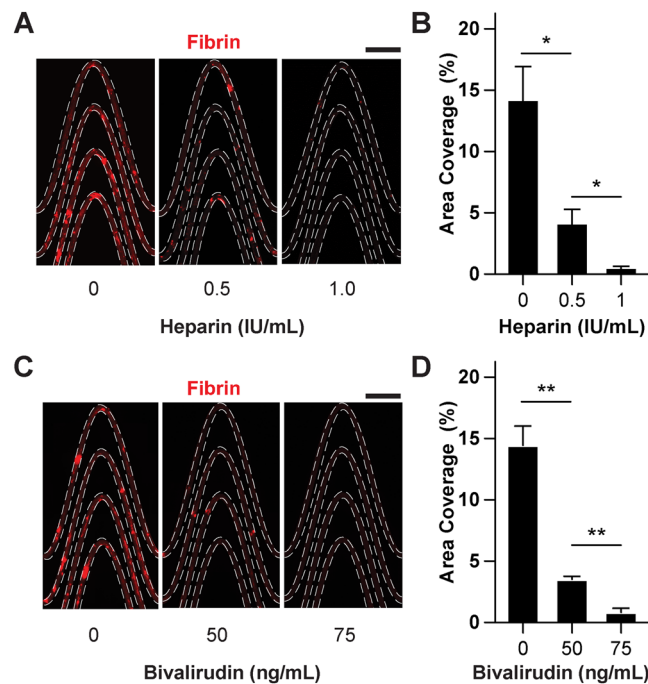 A
Fibrin
0 0.5 1.0
Heparin (IU/mL)
B
Area Coverage (%)
20
15
10
5
0
* *
0 0.5 1
Heparin (IU/mL)
C
Fibrin
0 50 75
Bivalirudin (ng/mL)
D
Area Coverage (%)
20
15
10
5
0
** **
0 50 75
Bivalirudin (ng/mL)